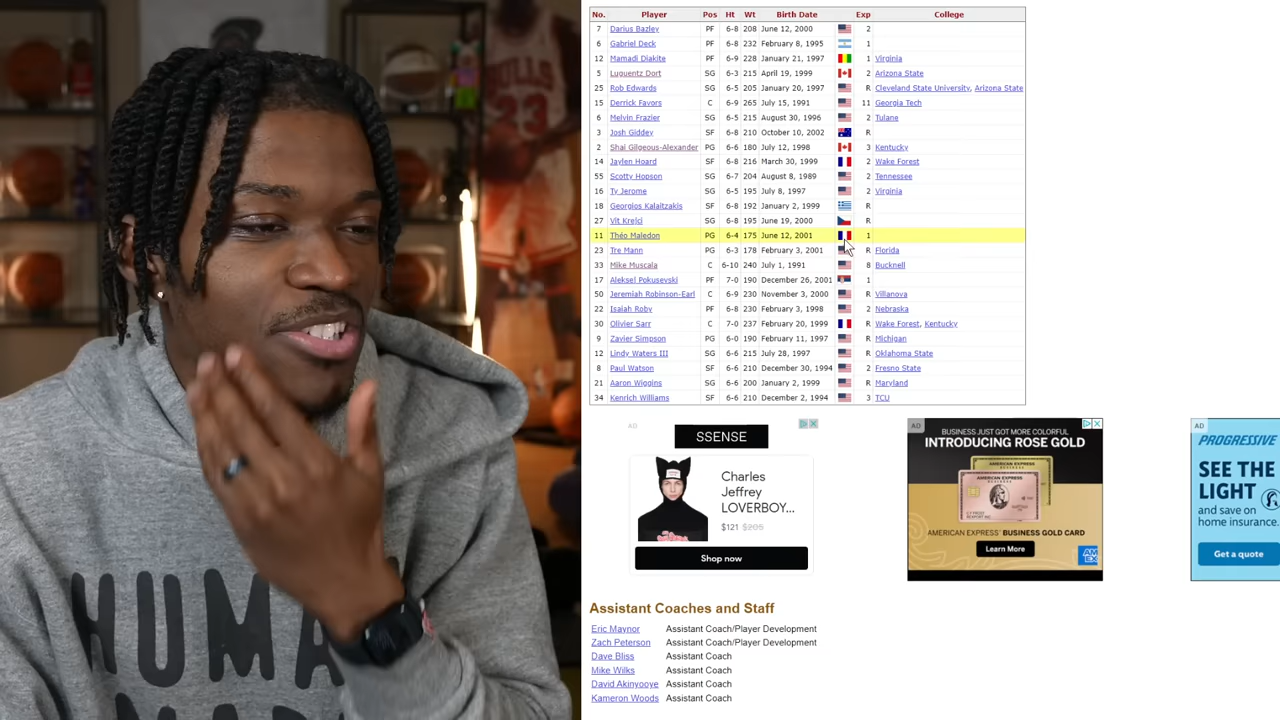 BULLS
23
HUMA
No. Player Pos Ht Wt Birth Date Exp College
7 Darius Bazley PF 6-8 208 June 12, 2000 2
6 Gabriel Deck PF 6-8 232 February 8, 1995 1
12 Mamadi Diakite PF 6-9 228 January 21, 1997 1 Virginia
5 Luguentz Dort SG 6-3 215 April 19, 1999 2 Arizona State
25 Rob Edwards SG 6-5 205 January 20, 1997 R Cleveland State University, Arizona State
15 Derrick Favors C 6-9 265 July 15, 1991 11 Georgia Tech
6 Melvin Frazier SG 6-5 215 August 30, 1996 2 Tulane
3 Josh Giddey SF 6-8 210 October 10, 2002 R
2 Shai Gilgeous-Alexander PG 6-6 180 July 12, 1998 3 Kentucky
14 Jaylen Hoard SF 6-8 216 March 30, 1999 2 Wake Forest
55 Scotty Hopson SG 6-7 204 August 8, 1989 2 Tennessee
16 Ty Jerome SG 6-5 195 July 8, 1997 2 Virginia
18 Georgios Kalaitzakis SF 6-8 192 January 2, 1999 R
27 Vit Krejci SG 6-8 195 June 19, 2000 R
11 Théo Maledon PG 6-4 175 June 12, 2001 1
23 Tre Mann PG 6-3 178 February 3, 2001 R Florida
33 Mike Muscala C 6-10 240 July 1, 1991 8 Bucknell
17 Aleksej Pokusevski PF 7-0 190 December 26, 2001 1
50 Jeremiah Robinson-Earl C 6-9 230 November 3, 2000 R Villanova
22 Isaiah Roby PF 6-8 230 February 3, 1998 2 Nebraska
30 Olivier Sarr C 7-0 237 February 20, 1999 R Wake Forest, Kentucky
9 Zavier Simpson PG 6-0 190 February 11, 1997 R Michigan
12 Lindy Waters III SG 6-6 215 July 28, 1997 R Oklahoma State
8 Paul Watson SF 6-6 210 December 30, 1994 2 Fresno State
21 Aaron Wiggins SG 6-6 200 January 2, 1999 R Maryland
34 Kenrich Williams SF 6-6 210 December 2, 1994 3 TCU
AD
SSENSE
Charles
Jeffrey
LOVERBOY...
$121 $205
Shop now
AD
BUSINESS JUST GOT MORE COLORFUL
INTRODUCING ROSE GOLD
AMERICAN EXPRESS® BUSINESS GOLD CARD
Learn More
AM
EX
AD
PROGRESSIVE
SEE THE
LIGHT
and save on
home insurance.
Get a quote
Assistant Coaches and Staff
Eric Maynor Assistant Coach/Player Development
Zach Peterson Assistant Coach/Player Development
Dave Bliss Assistant Coach
Mike Wilks Assistant Coach
David Akinyooye Assistant Coach
Kameron Woods Assistant Coach